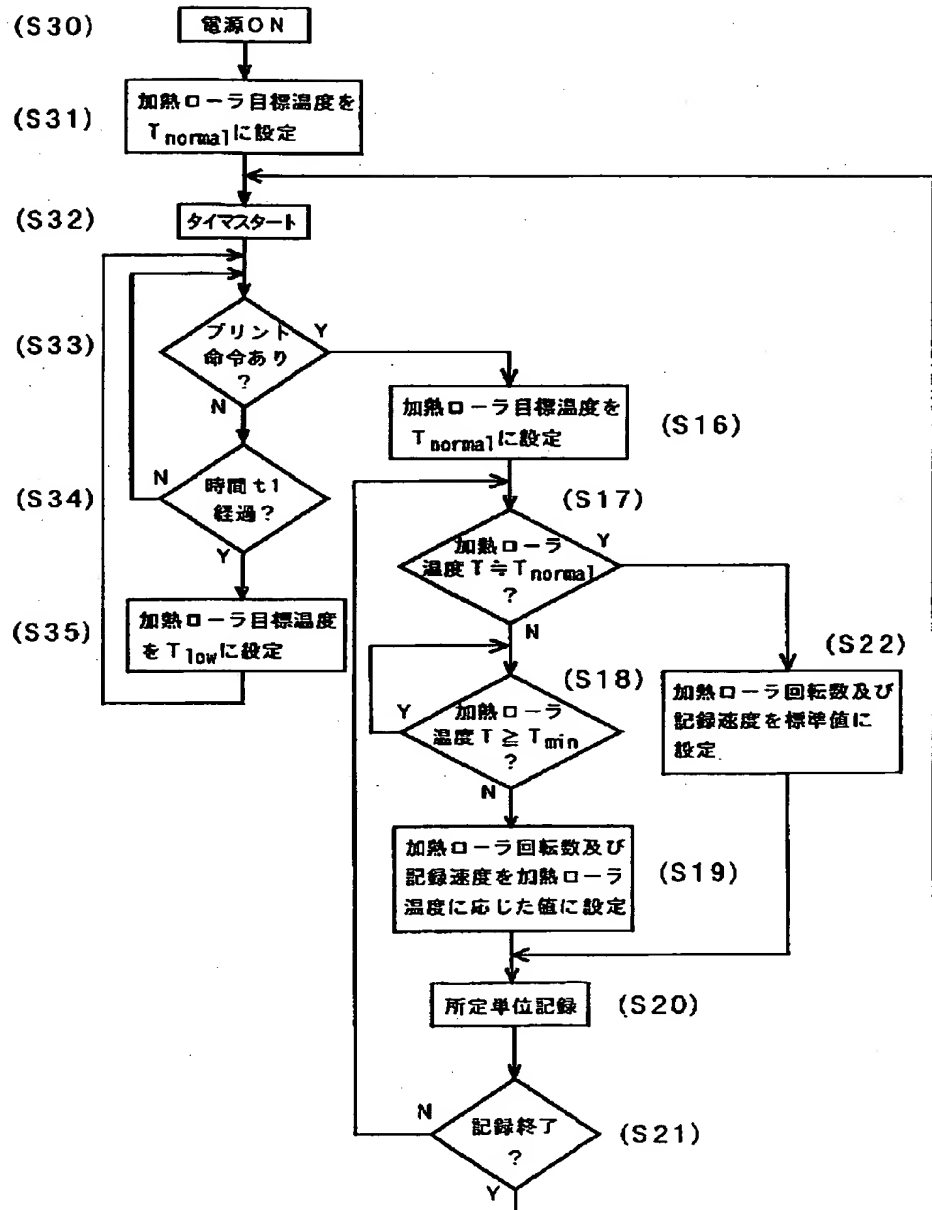 (S30)
電源ON
(S31)
加熱ローラ目標温度を
Tnormalに設定
(S32)
タイマスタート
(S33)
プリント
命令あり
?
Y
N
(S34)
時間t1
経過?
N
Y
(S35)
加熱ローラ目標温度
をTlowに設定
加熱ローラ目標温度を
Tnormalに設定
(S16)
(S17)
加熱ローラ
温度T≒Tnormal
?
Y
N
(S18)
加熱ローラ
温度T≧Tmin
?
Y
N
(S22)
加熱ローラ回転数及び
記録速度を標準値に
設定
加熱ローラ回転数及び
記録速度を加熱ローラ
温度に応じた値に設定
(S19)
所定単位記録
(S20)
記録終了
?
N
Y
(S21)